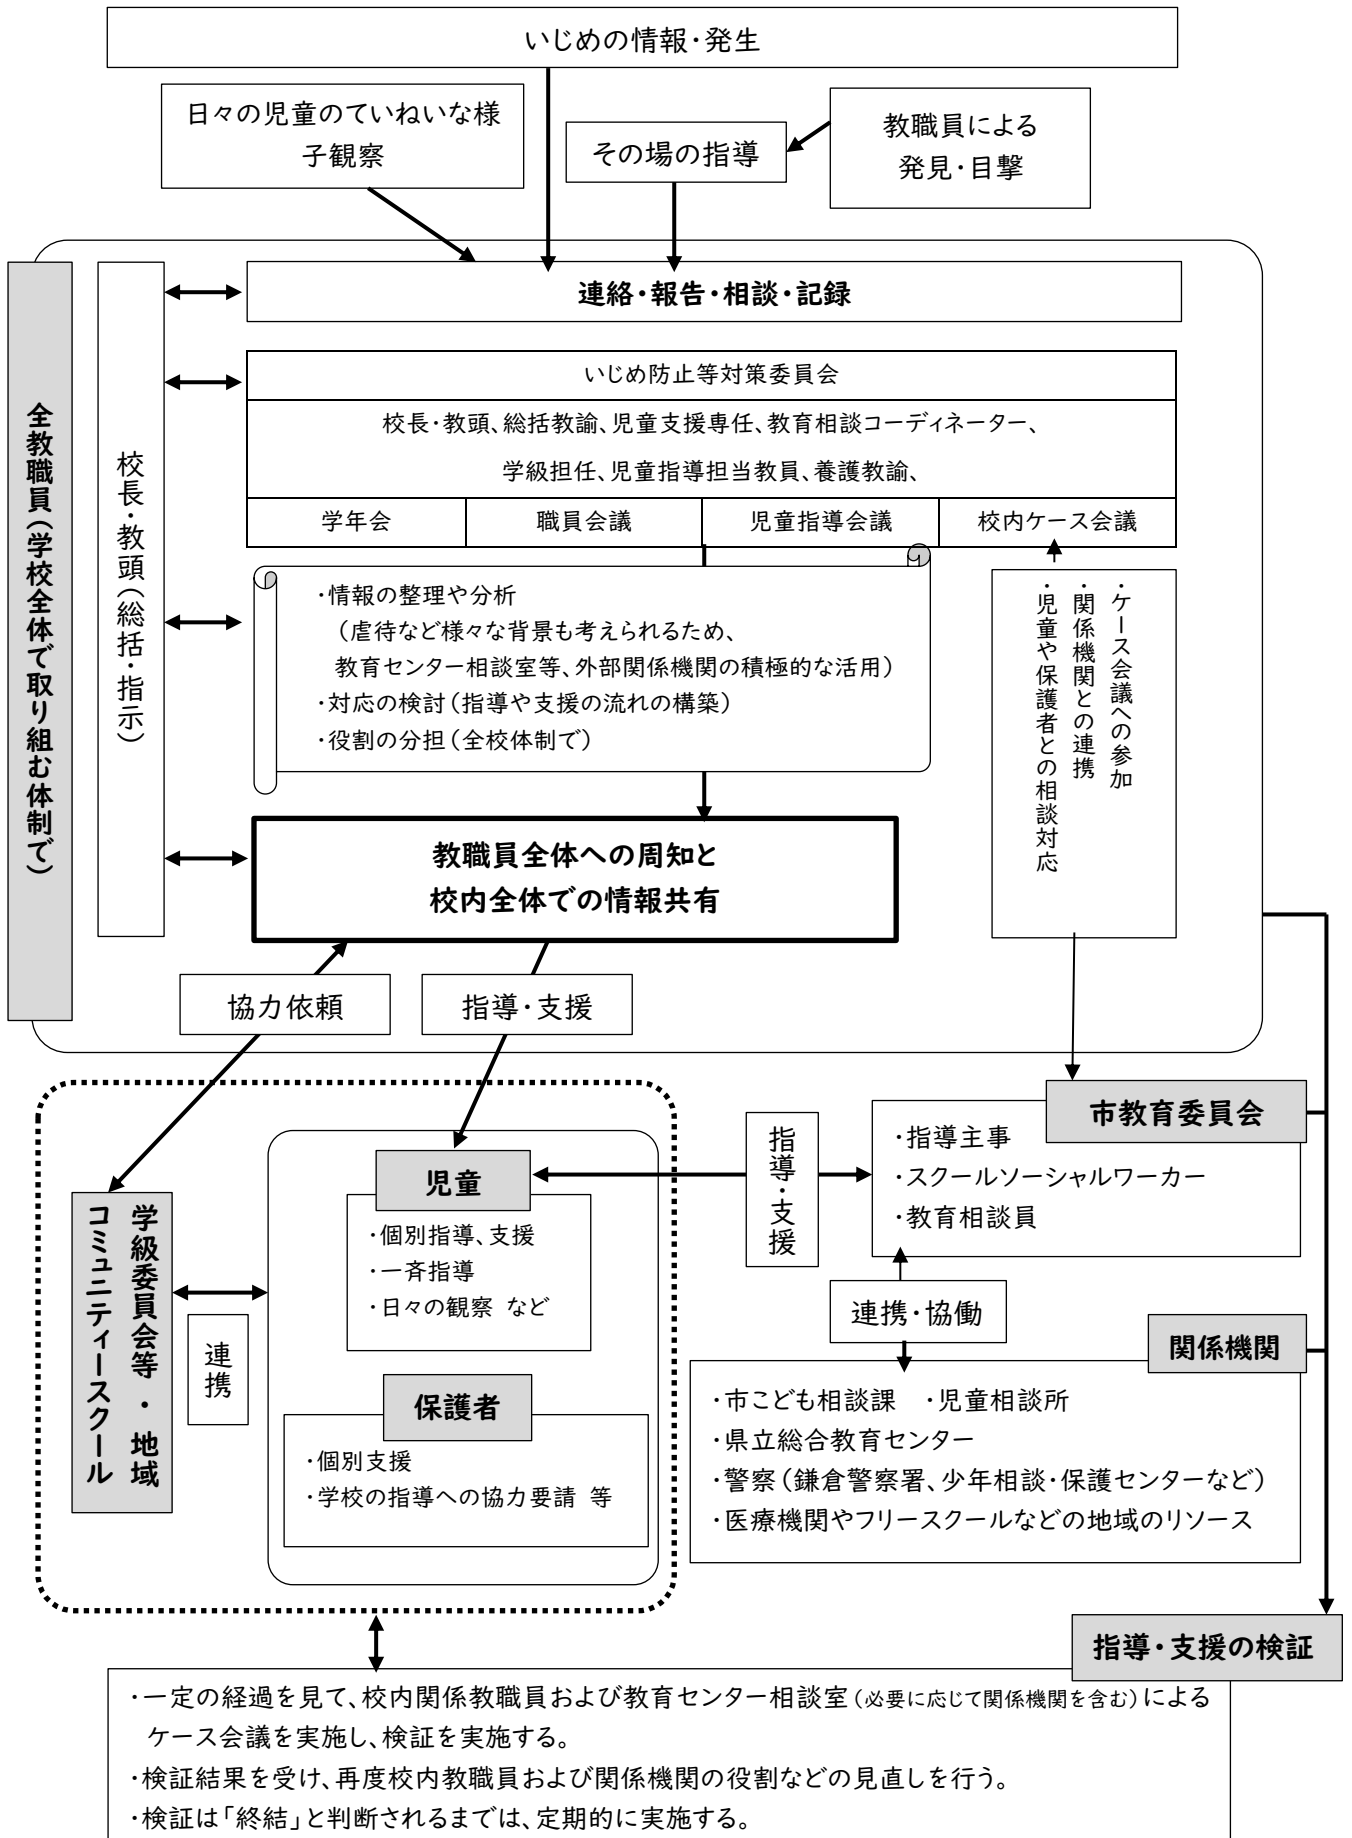 いじめの情報・発生
日々の児童のていねいな様
子観察
その場の指導
教職員による
発見・目撃
全教職員（学校全体で取り組む体制で）
校長・教頭（総括・指示）
連絡・報告・相談・記録
いじめ防止等対策委員会
校長・教頭、総括教諭、児童支援専任、教育相談コーディネーター、
学級担任、児童指導担当教員、養護教諭、
学年会
職員会議
児童指導会議
校内ケース会議
・情報の整理や分析
（虐待など様々な背景も考えられるため、
教育センター相談室等、外部関係機関の積極的な活用）
・対応の検討（指導や支援の流れの構築）
・役割の分担（全校体制で）
・ケース会議への参加
・関係機関との連携
・児童や保護者との相談対応
教職員全体への周知と
校内全体での情報共有
協力依頼
指導・支援
市教育委員会
・指導主事
・スクールソーシャルワーカー
・教育相談員
指導・支援
児童
・個別指導、支援
・一斉指導
・日々の観察 など
学級委員会等・地域
コミュニティースクール
連携
保護者
・個別支援
・学校の指導への協力要請 等
連携・協働
関係機関
・市こども相談課 ・児童相談所
・県立総合教育センター
・警察（鎌倉警察署、少年相談・保護センターなど）
・医療機関やフリースクールなどの地域のリソース
指導・支援の検証
・一定の経過を見て、校内関係教職員および教育センター相談室（必要に応じて関係機関を含む）による
ケース会議を実施し、検証を実施する。
・検証結果を受け、再度校内教職員および関係機関の役割などの見直しを行う。
・検証は「終結」と判断されるまでは、定期的に実施する。